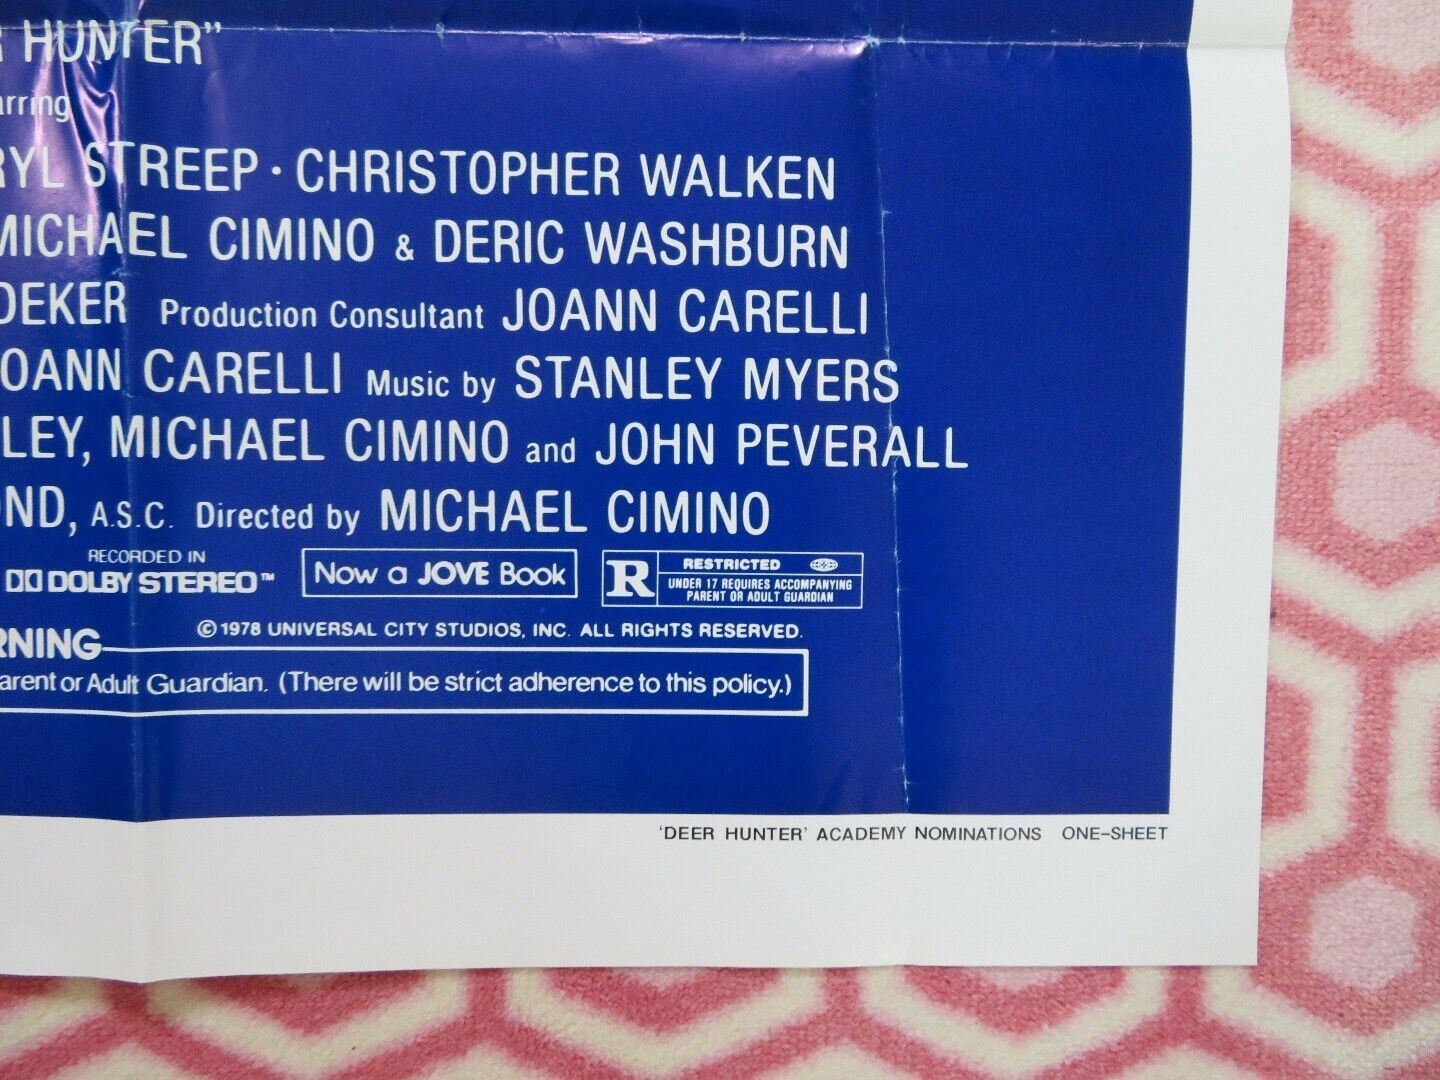 R HUNTER"
arring
RYL STREEP · CHRISTOPHER WALKEN
MICHAEL CIMINO & DERIC WASHBURN
DEKER Production Consultant JOANN CARELLI
OANN CARELLI Music by STANLEY MYERS
LEY, MICHAEL CIMINO and JOHN PEVERALL
OND, A.S.C. Directed by MICHAEL CIMINO
RECORDED IN
DOLBY STEREO™
Now a JOVE Book
R RESTRICTED
UNDER 17 REQUIRES ACCOMPANYING
PARENT OR ADULT GUARDIAN
©1978 UNIVERSAL CITY STUDIOS, INC. ALL RIGHTS RESERVED.
RNING
arent or Adult Guardian. (There will be strict adherence to this policy.)
'DEER HUNTER' ACADEMY NOMINATIONS ONE-SHEET